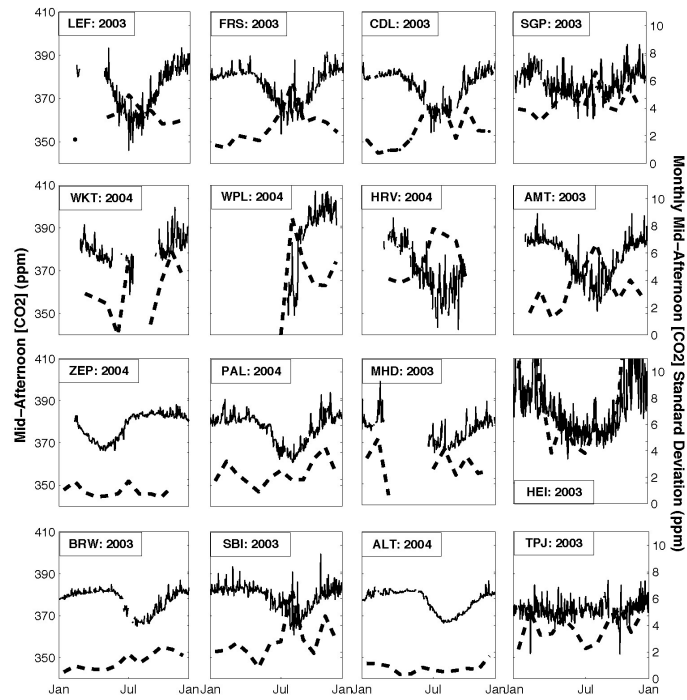 LEF: 2003 FRS: 2003 CDL: 2003 SGP: 2003
410 390 370 350
10 8 6 4 2 0
WKT: 2004 WPL: 2004 HRV: 2004 AMT: 2003
410 390 370 350
10 8 6 4 2 0
ZEP: 2004 PAL: 2004 MHD: 2003 HEI: 2003
410 390 370 350
10 8 6 4 2 0
BRW: 2003 SBI: 2003 ALT: 2004 TPJ: 2003
410 390 370 350
10 8 6 4 2 0
Jan Jul Jan Jan Jul Jan Jan Jul Jan Jan Jul Jan
Mid−Afternoon [CO2] (ppm)
Monthly Mid−Afternoon [CO2] Standard Deviation (ppm)